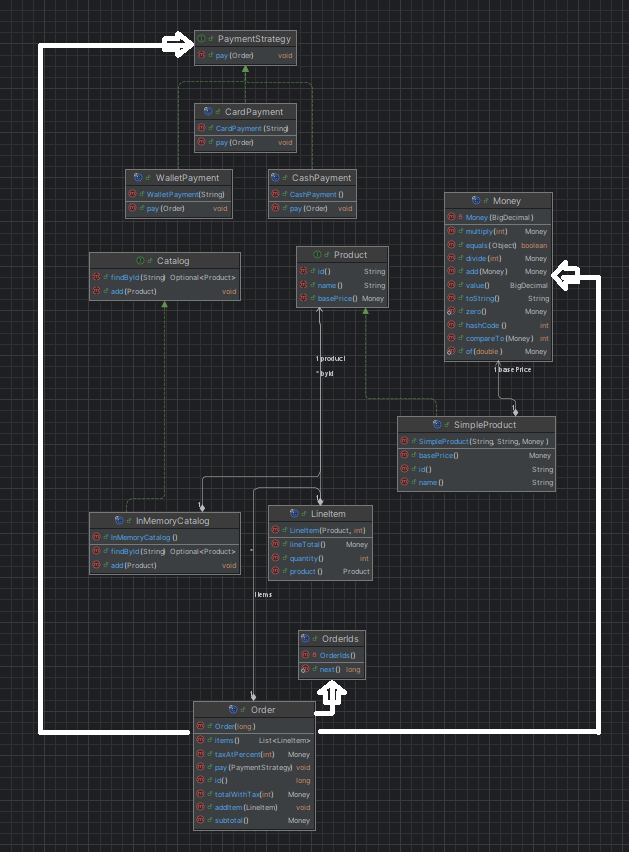 PaymentStrategy
pay(Order) void
CardPayment
CardPayment(String)
pay(Order) void
WalletPayment
WalletPayment(String)
pay(Order) void
CashPayment
CashPayment()
pay(Order) void
Money
Money(BigDecimal)
multiply(int) Money
equals(Object) boolean
divide(int) Money
add(Money) Money
value() BigDecimal
toString() String
zero() Money
hashCode() int
compareTo(Money) int
of(double) Money
Catalog
findById(String) Optional<Product>
add(Product) void
Product
id() String
name() String
basePrice() Money
1 product
* byId
1 basePrice
1
SimpleProduct
SimpleProduct(String, String, Money)
basePrice() Money
id() String
name() String
1
1
InMemoryCatalog
InMemoryCatalog()
findById(String) Optional<Product>
add(Product) void
LineItem
LineItem(Product, int)
lineTotal() Money
quantity() int
product() Product
*
items
OrderIds
OrderIds()
next() long
1
Order
Order(long)
items() List<LineItem>
taxAtPercent(int) Money
pay(PaymentStrategy) void
id() long
totalWithTax(int) Money
addItem(LineItem) void
subtotal() Money